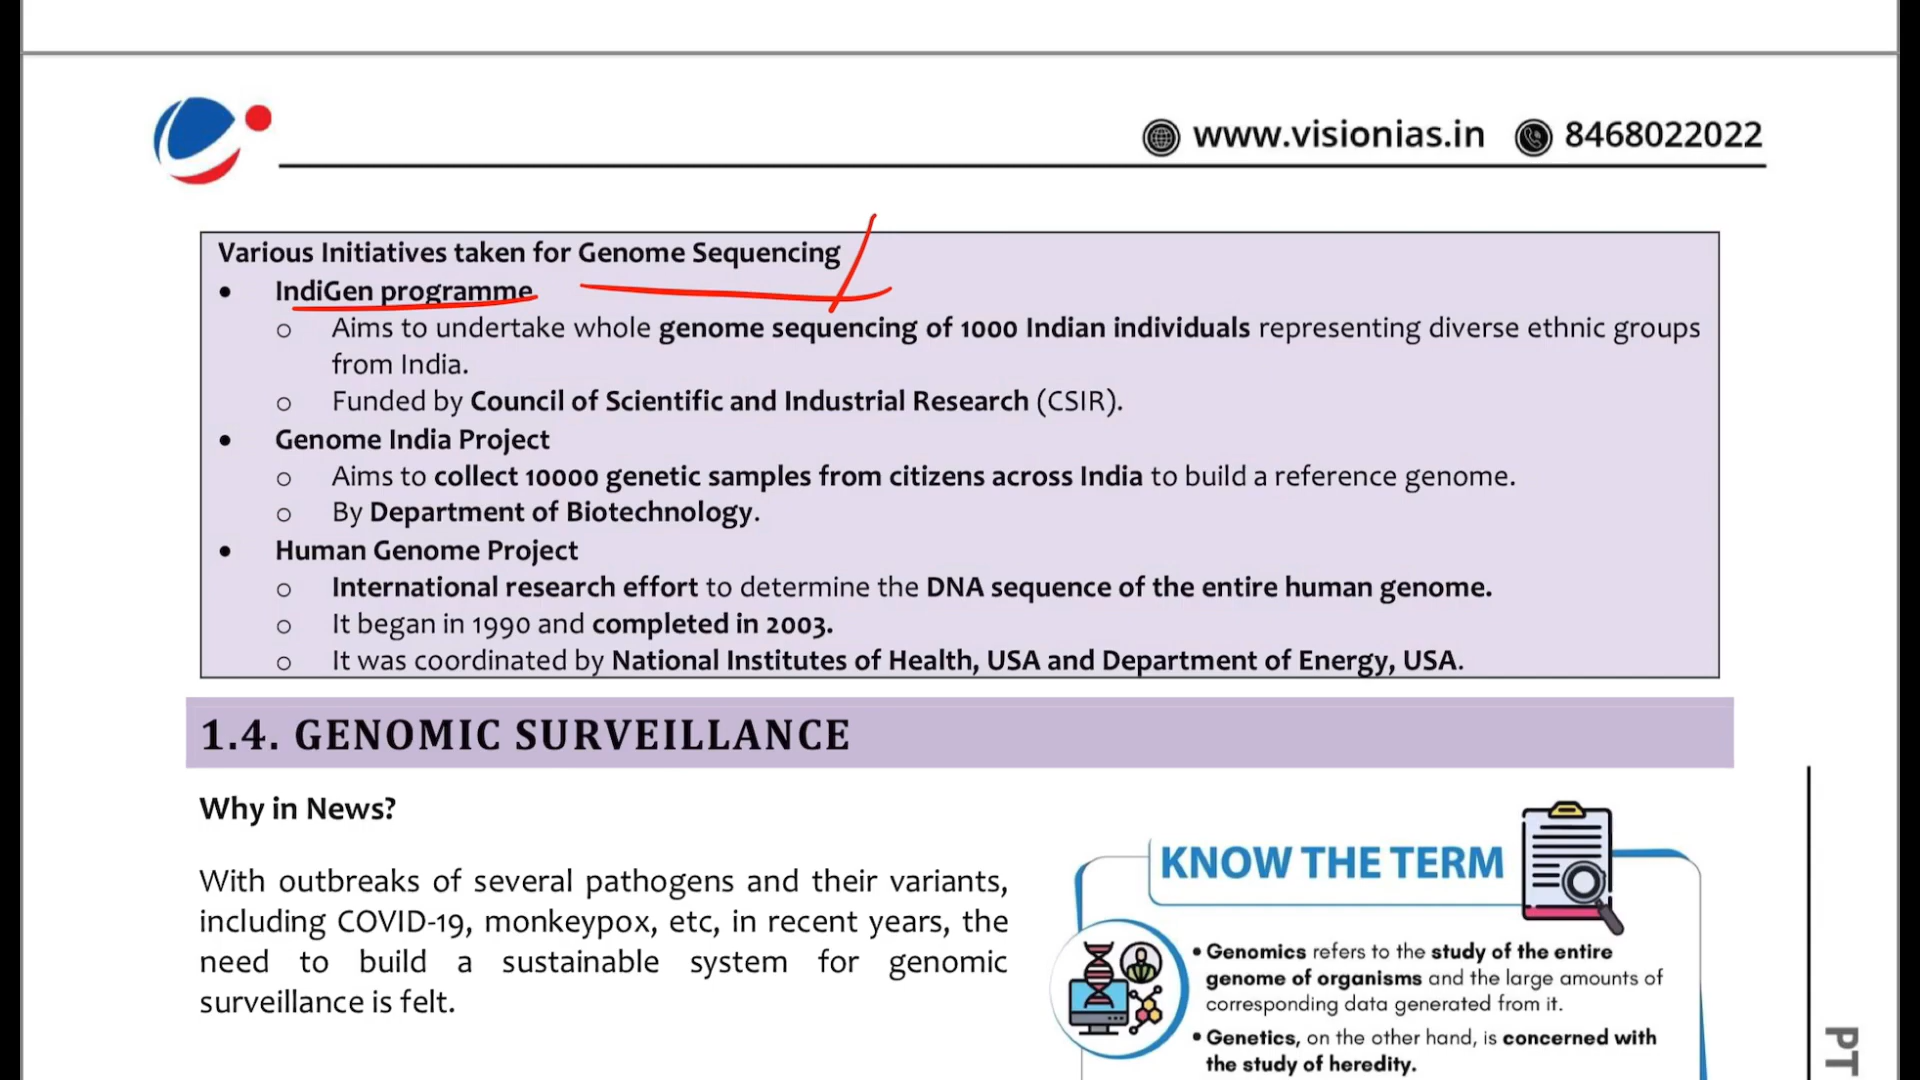 www.visionias.in 8468022022
Various Initiatives taken for Genome Sequencing
• IndiGen programme
o Aims to undertake whole genome sequencing of 1000 Indian individuals representing diverse ethnic groups
from India.
o Funded by Council of Scientific and Industrial Research (CSIR).
• Genome India Project
o Aims to collect 10000 genetic samples from citizens across India to build a reference genome.
o By Department of Biotechnology.
• Human Genome Project
o International research effort to determine the DNA sequence of the entire human genome.
o It began in 1990 and completed in 2003.
o It was coordinated by National Institutes of Health, USA and Department of Energy, USA.
1.4. GENOMIC SURVEILLANCE
Why in News?
With outbreaks of several pathogens and their variants,
including COVID-19, monkeypox, etc, in recent years, the
need to build a sustainable system for genomic
surveillance is felt.
KNOW THE TERM
• Genomics refers to the study of the entire
genome of organisms and the large amounts of
corresponding data generated from it.
• Genetics, on the other hand, is concerned with
the study of heredity.
PT